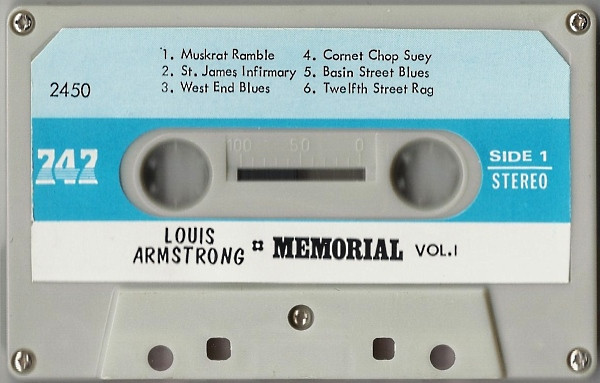 1. Muskrat Ramble 4. Cornet Chop Suey
2. St. James Infirmary 5. Basin Street Blues
3. West End Blues 6. Twelfth Street Rag
2450
100 50 0
747
SIDE 1
STEREO
LOUIS
ARMSTRONG
MEMORIAL VOL.I